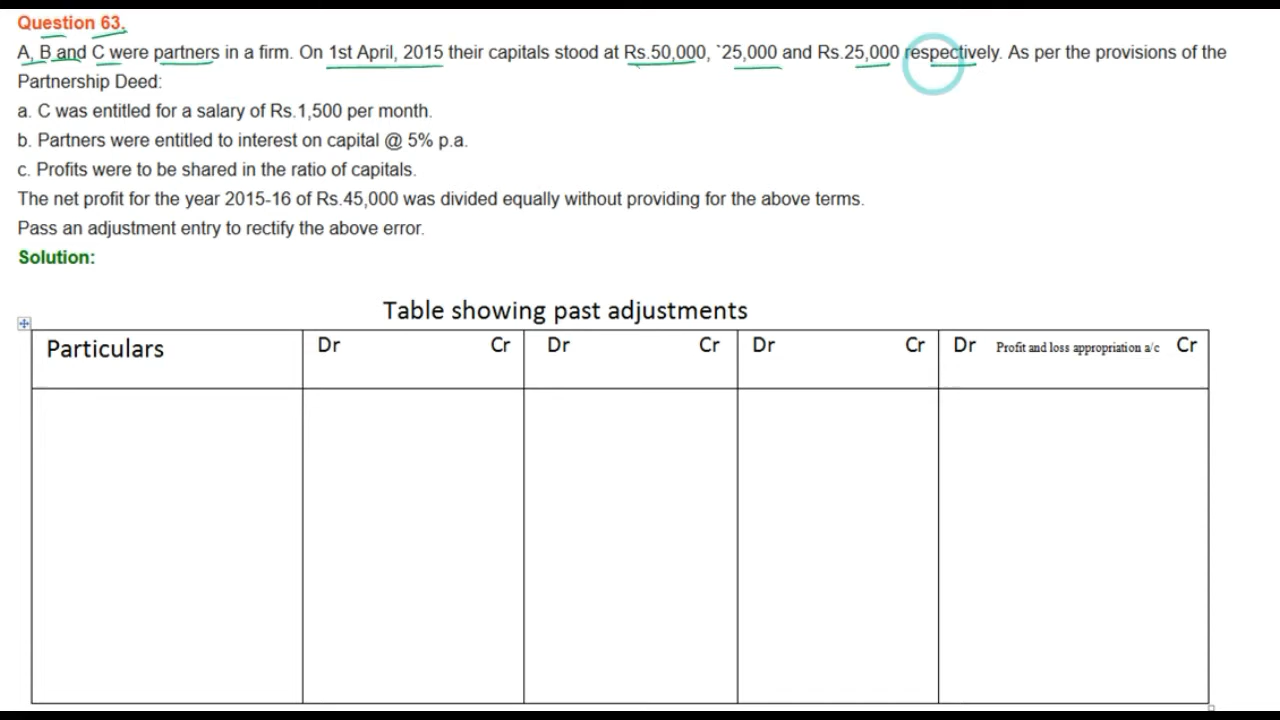 Question 63.
A, B and C were partners in a firm. On 1st April, 2015 their capitals stood at Rs.50,000, `25,000 and Rs.25,000 respectively. As per the provisions of the
Partnership Deed:
a. C was entitled for a salary of Rs.1,500 per month.
b. Partners were entitled to interest on capital @ 5% p.a.
c. Profits were to be shared in the ratio of capitals.
The net profit for the year 2015-16 of Rs.45,000 was divided equally without providing for the above terms.
Pass an adjustment entry to rectify the above error.
Solution:
Table showing past adjustments
Particulars Dr Cr Dr Cr Dr Cr Dr Profit and loss appropriation a/c Cr